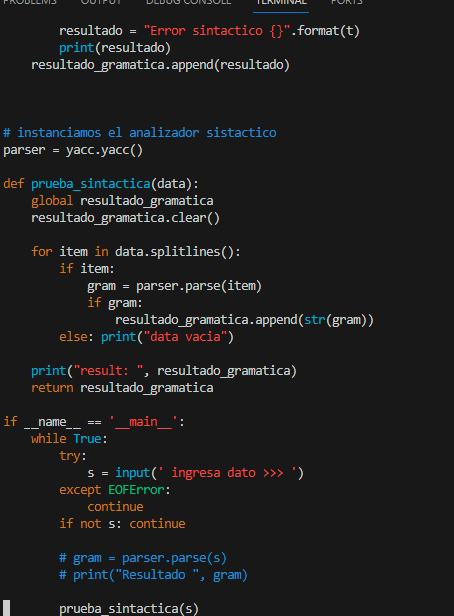 PROBLEMS OUTPUT DEBUG CONSOLE TERMINAL PORTS
        resultado = "Error sintactico {}".format(t)
        print(resultado)
    resultado_gramatica.append(resultado)
# instanciamos el analizador sistactico
parser = yacc.yacc()
def prueba_sintactica(data):
    global resultado_gramatica
    resultado_gramatica.clear()
    for item in data.splitlines():
        if item:
            gram = parser.parse(item)
            if gram:
                resultado_gramatica.append(str(gram))
        else: print("data vacia")
    print("result: ", resultado_gramatica)
    return resultado_gramatica
if __name__ == '__main__':
    while True:
        try:
            s = input(' ingresa dato >>> ')
        except EOFError:
            continue
        if not s: continue
        # gram = parser.parse(s)
        # print("Resultado ", gram)
        prueba_sintactica(s)